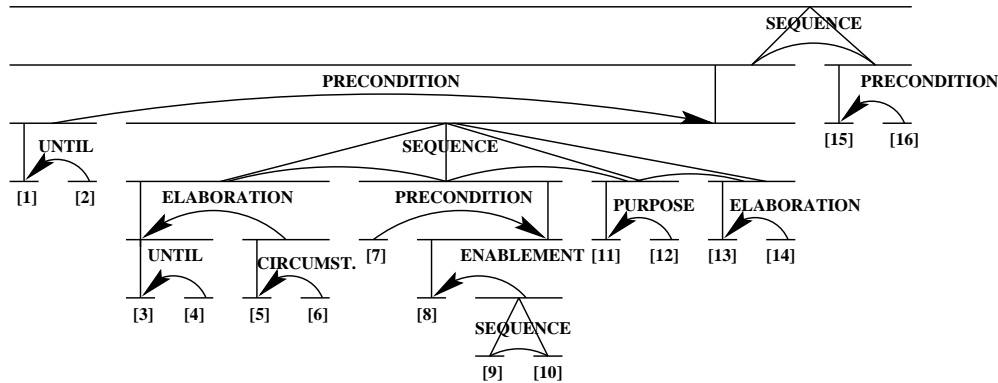 SEQUENCE
PRECONDITION PRECONDITION
[15] [16]
UNTIL SEQUENCE
[1] [2] ELABORATION PRECONDITION PURPOSE ELABORATION
UNTIL CIRCUMST. [7] ENABLEMENT [11] [12] [13] [14]
[3] [4] [5] [6] [8]
SEQUENCE
[9] [10]